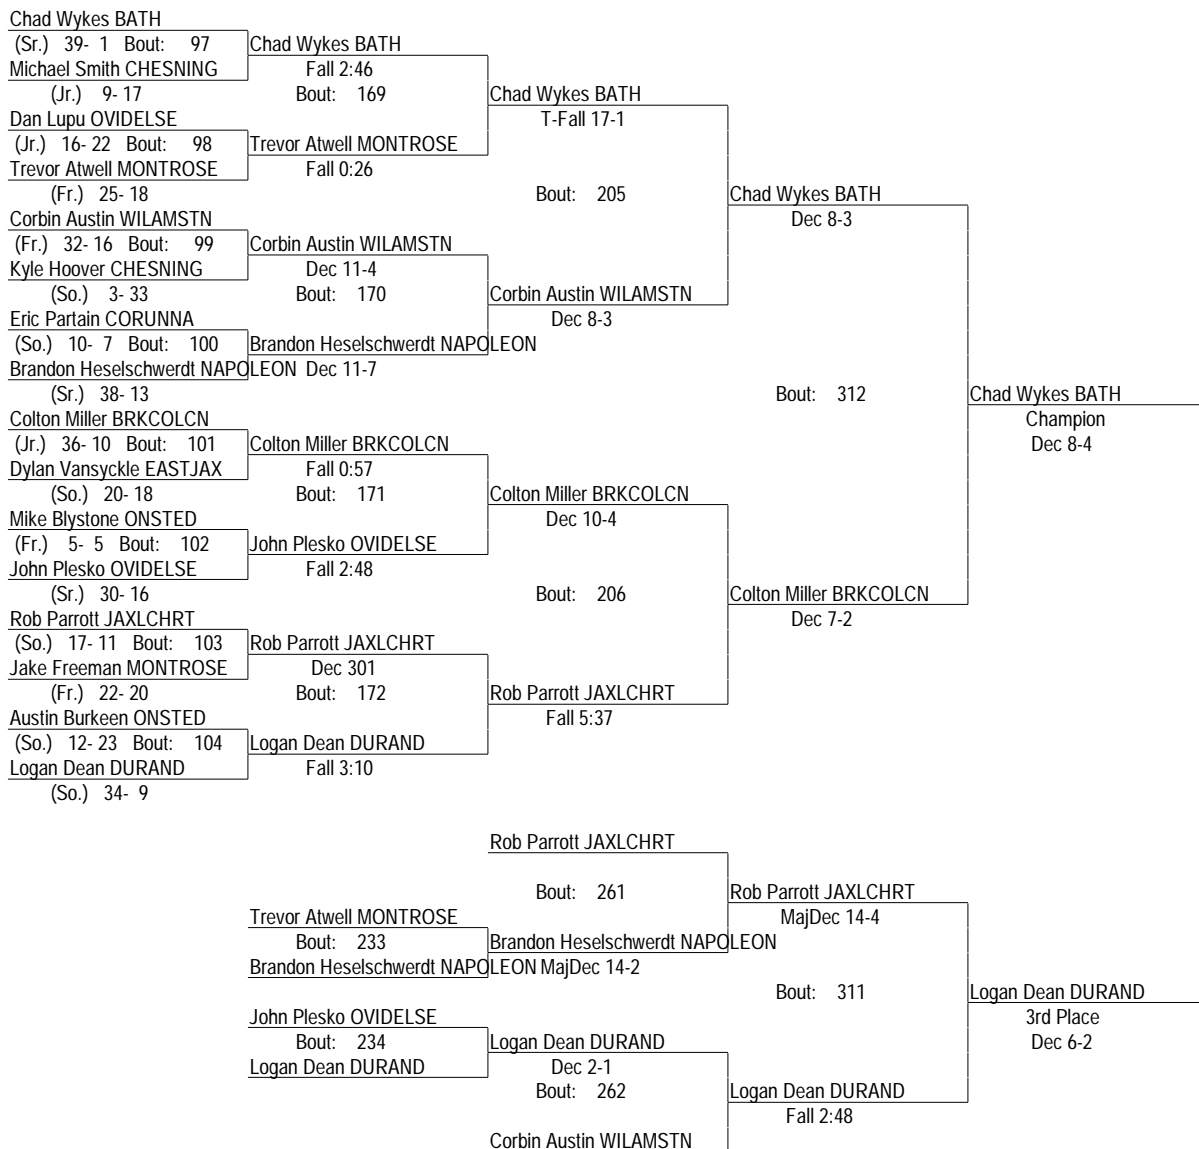 Chad Wykes BATH
(Sr.) 39- 1 Bout: 97 Chad Wykes BATH
Michael Smith CHESNING Fall 2:46
(Jr.) 9- 17 Bout: 169 Chad Wykes BATH
Dan Lupu OVIDELSE T-Fall 17-1
(Jr.) 16- 22 Bout: 98 Trevor Atwell MONTROSE
Trevor Atwell MONTROSE Fall 0:26
(Fr.) 25- 18 Bout: 205 Chad Wykes BATH
Corbin Austin WILAMSTN Dec 8-3
(Fr.) 32- 16 Bout: 99 Corbin Austin WILAMSTN
Kyle Hoover CHESNING Dec 11-4
(So.) 3- 33 Bout: 170 Corbin Austin WILAMSTN
Eric Partain CORUNNA Dec 8-3
(So.) 10- 7 Bout: 100 Brandon Heselschwerdt NAPOLEON
Brandon Heselschwerdt NAPOLEON Dec 11-7
(Sr.) 38- 13 Bout: 312 Chad Wykes BATH
Colton Miller BRKCOLCN Champion
(Jr.) 36- 10 Bout: 101 Colton Miller BRKCOLCN Dec 8-4
Dylan Vansyckle EASTJAX Fall 0:57
(So.) 20- 18 Bout: 171 Colton Miller BRKCOLCN
Mike Blystone ONSTED Dec 10-4
(Fr.) 5- 5 Bout: 102 John Plesko OVIDELSE
John Plesko OVIDELSE Fall 2:48
(Sr.) 30- 16 Bout: 206 Colton Miller BRKCOLCN
Rob Parrott JAXLCHRT Dec 7-2
(So.) 17- 11 Bout: 103 Rob Parrott JAXLCHRT
Jake Freeman MONTROSE Dec 301
(Fr.) 22- 20 Bout: 172 Rob Parrott JAXLCHRT
Austin Burkeen ONSTED Fall 5:37
(So.) 12- 23 Bout: 104 Logan Dean DURAND
Logan Dean DURAND Fall 3:10
(So.) 34- 9
Rob Parrott JAXLCHRT
Bout: 261 Rob Parrott JAXLCHRT
Trevor Atwell MONTROSE MajDec 14-4
Bout: 233 Brandon Heselschwerdt NAPOLEON
Brandon Heselschwerdt NAPOLEON MajDec 14-2
Bout: 311 Logan Dean DURAND
John Plesko OVIDELSE 3rd Place
Bout: 234 Logan Dean DURAND Dec 6-2
Logan Dean DURAND Dec 2-1
Bout: 262 Logan Dean DURAND
Fall 2:48
Corbin Austin WILAMSTN